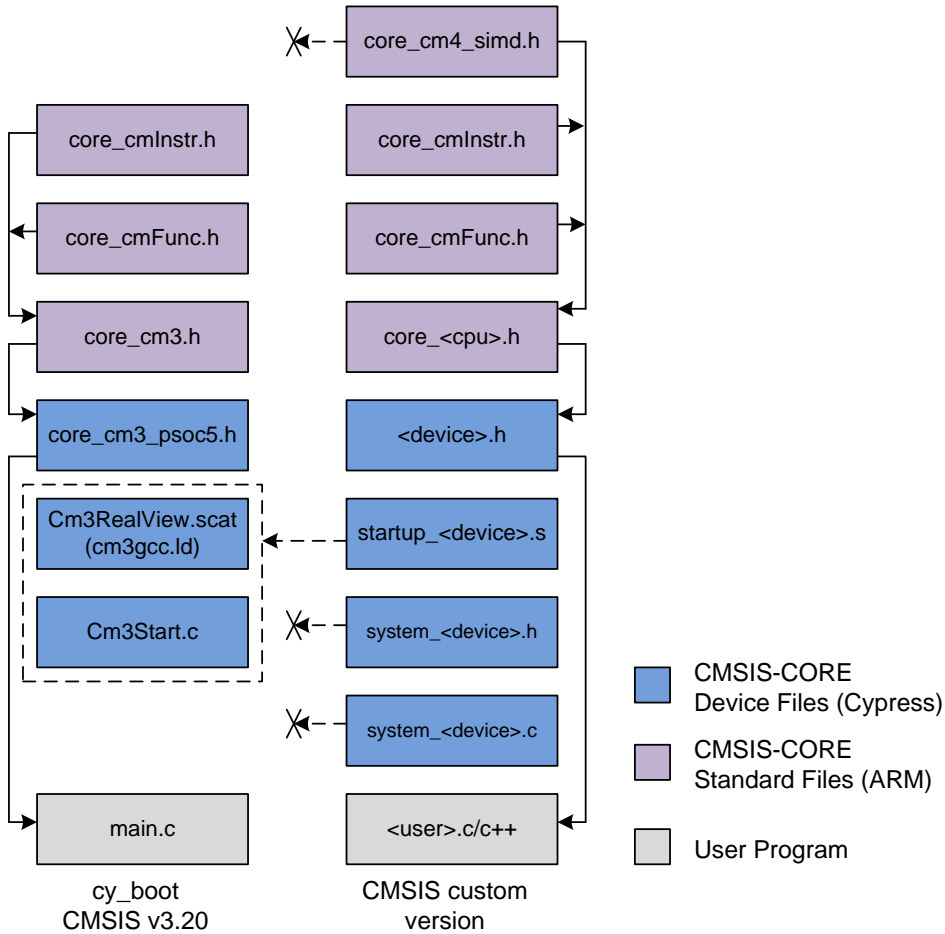 core_cm4_simd.h
core_cmInstr.h
core_cmInstr.h
core_cmFunc.h
core_cmFunc.h
core_cm3.h
core_<cpu>.h
core_cm3_psoc5.h
<device>.h
Cm3RealView.scat
(cm3gcc.ld)
startup_<device>.s
Cm3Start.c
system_<device>.h
system_<device>.c
main.c
<user>.c/c++
cy_boot
CMSIS v3.20
CMSIS custom
version
CMSIS-CORE
Device Files (Cypress)
CMSIS-CORE
Standard Files (ARM)
User Program